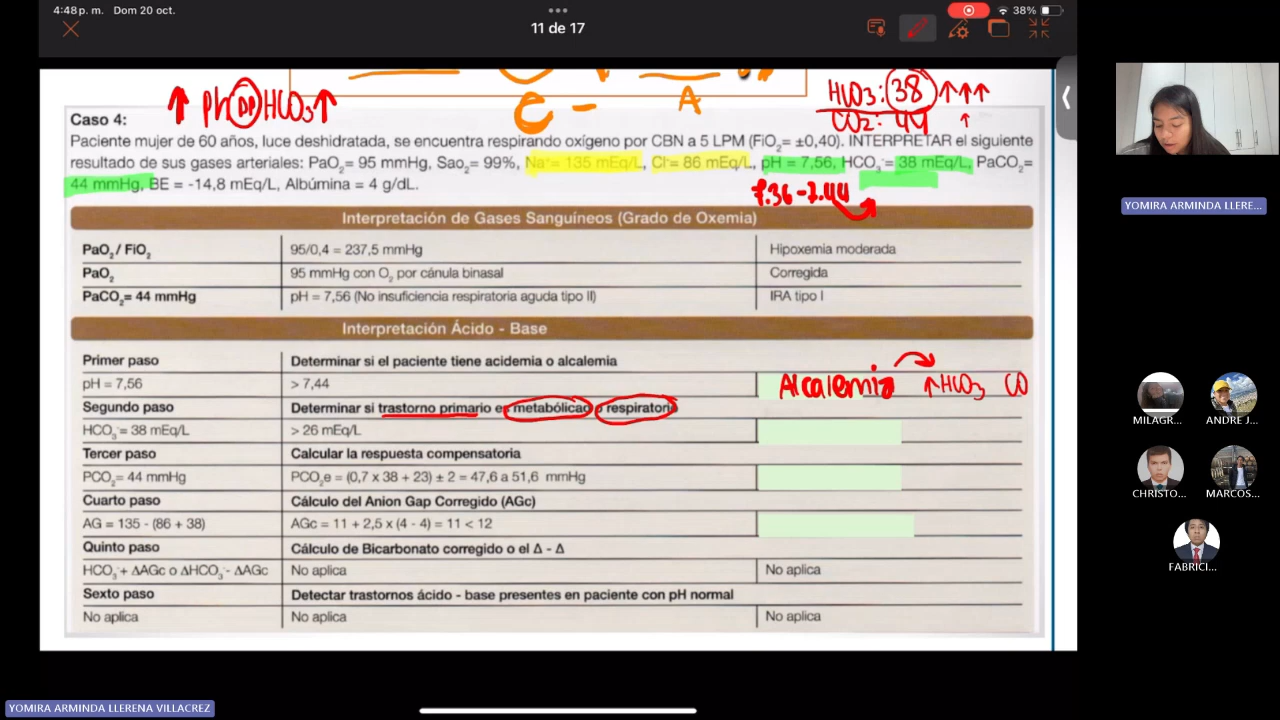 4:48 p. m. Dom 20 oct.
38%
11 de 17
↑ Ph HCO3 ↑
E - A
HCO3: 38 ↑↑↑
CO2: 44 ↑
Caso 4:
Paciente mujer de 60 años, luce deshidratada, se encuentra respirando oxígeno por CBN a 5 LPM (FiO2= ±0,40). INTERPRETAR el siguiente
resultado de sus gases arteriales: PaO2= 95 mmHg, Sao2= 99%, Na+= 135 mEq/L, Cl-= 86 mEq/L, pH = 7,56, HCO3-= 38 mEq/L, PaCO2=
44 mmHg, BE = -14,8 mEq/L, Albúmina = 4 g/dL.
7.36 - 7.44
Interpretación de Gases Sanguíneos (Grado de Oxemia)
PaO2 / FiO2 95/0,4 = 237,5 mmHg Hipoxemia moderada
PaO2 95 mmHg con O2 por cánula binasal Corregida
PaCO2= 44 mmHg pH = 7,56 (No insuficiencia respiratoria aguda tipo II) IRA tipo I
Interpretación Ácido - Base
Primer paso Determinar si el paciente tiene acidemia o alcalemia
pH = 7,56 > 7,44 Alcalemia ↑HCO3 CO
Segundo paso Determinar si trastorno primario es metabólicao o respiratorio
HCO3-= 38 mEq/L > 26 mEq/L
Tercer paso Calcular la respuesta compensatoria
PCO2= 44 mmHg PCO2e = (0,7 x 38 + 23) ± 2 = 47,6 a 51,6 mmHg
Cuarto paso Cálculo del Anion Gap Corregido (AGc)
AG = 135 - (86 + 38) AGc = 11 + 2,5 x (4 - 4) = 11 < 12
Quinto paso Cálculo de Bicarbonato corregido o el Δ - Δ
HCO3-+ ΔAGc o ΔHCO3-- ΔAGc No aplica No aplica
Sexto paso Detectar trastornos ácido - base presentes en paciente con pH normal
No aplica No aplica No aplica
YOMIRA ARMINDA LLERE...
MILAGR... ANDRE J...
CHRISTO... MARCOS...
FABRICI...
YOMIRA ARMINDA LLERENA VILLACREZ